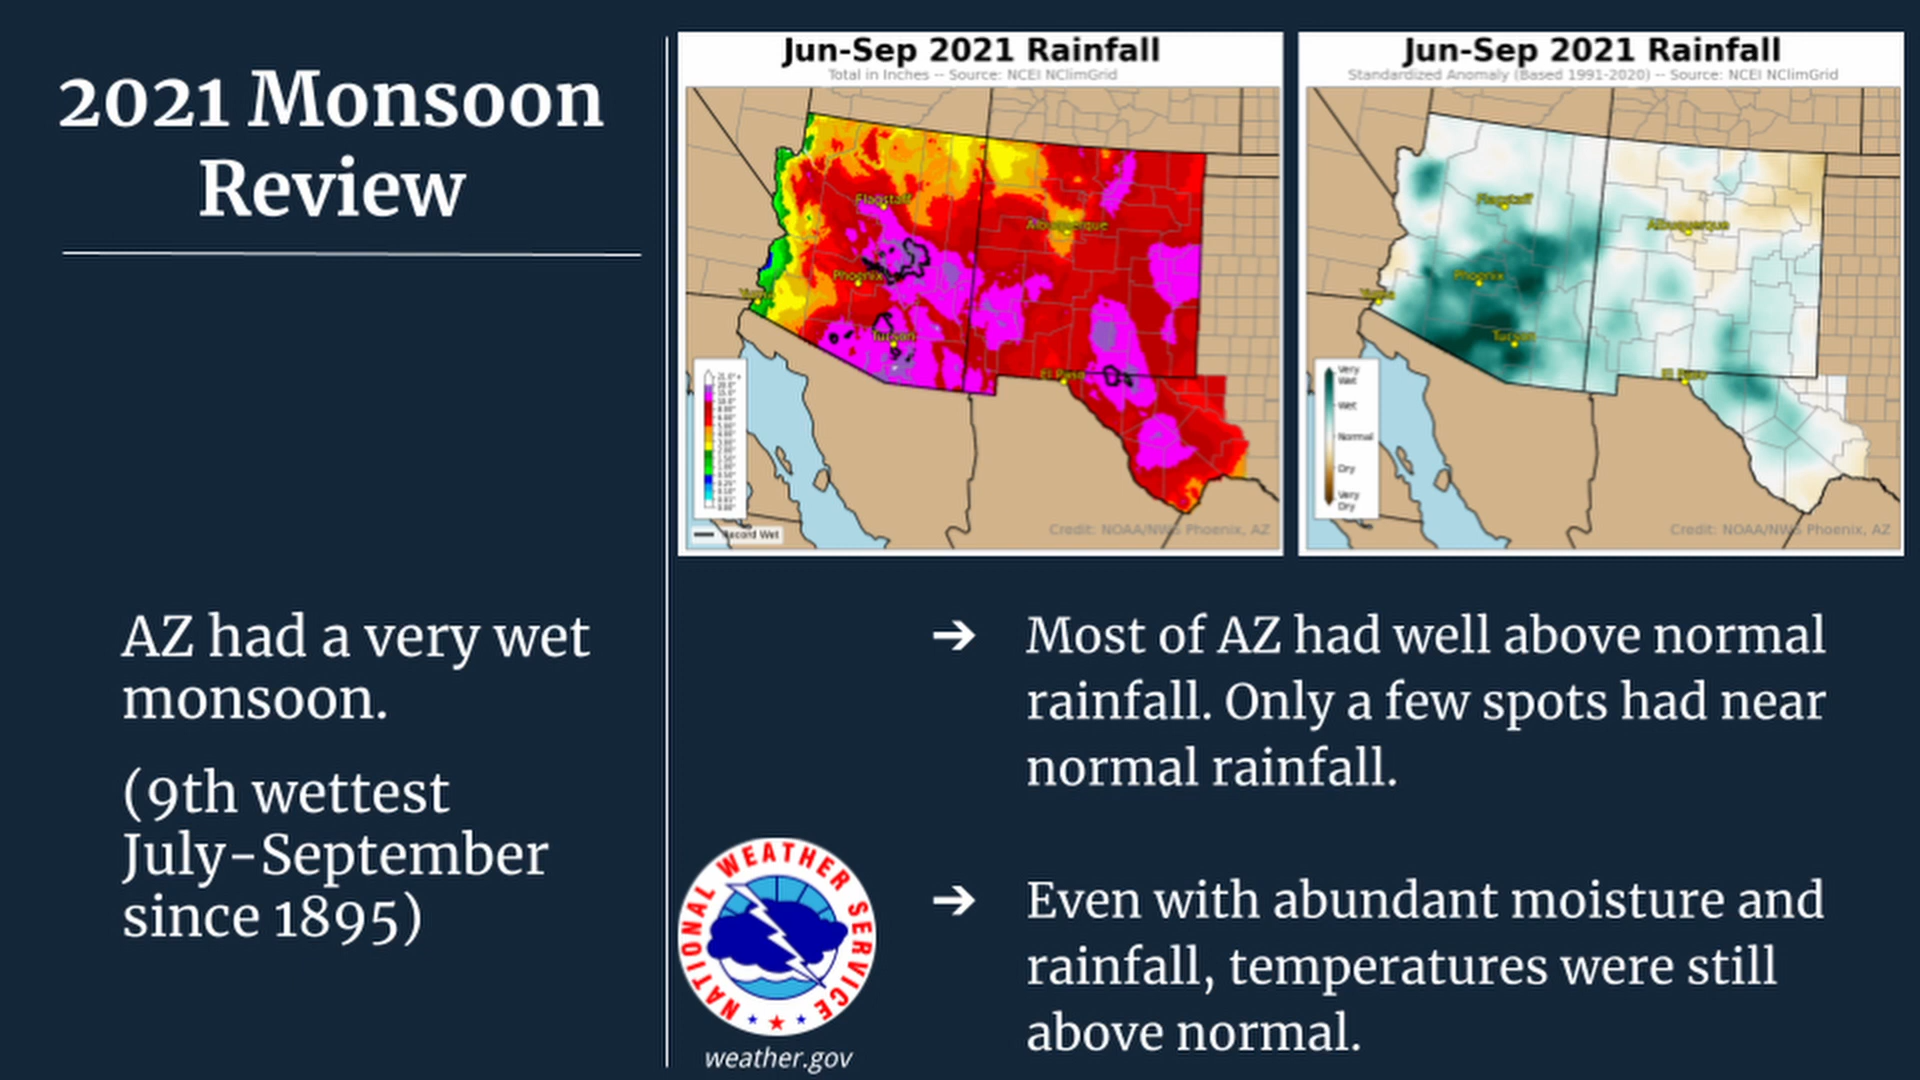 2021 Monsoon
Review
AZ had a very wet
monsoon.
(9th wettest
July-September
since 1895)
Jun-Sep 2021 Rainfall
Total in Inches -- Source: NCEI NClimGrid
Flagstaff
Albuquerque
Phoenix
Yuma
Tucson
El Paso
Record Wet
Credit: NOAA/NWS Phoenix, AZ
Jun-Sep 2021 Rainfall
Standardized Anomaly (Based 1991-2020) -- Source: NCEI NClimGrid
Flagstaff
Albuquerque
Phoenix
Yuma
Tucson
El Paso
Very
Wet
Wet
Normal
Dry
Very
Dry
Credit: NOAA/NWS Phoenix, AZ
➔ Most of AZ had well above normal
rainfall. Only a few spots had near
normal rainfall.
➔ Even with abundant moisture and
rainfall, temperatures were still
above normal.
NATIONAL WEATHER SERVICE
weather.gov